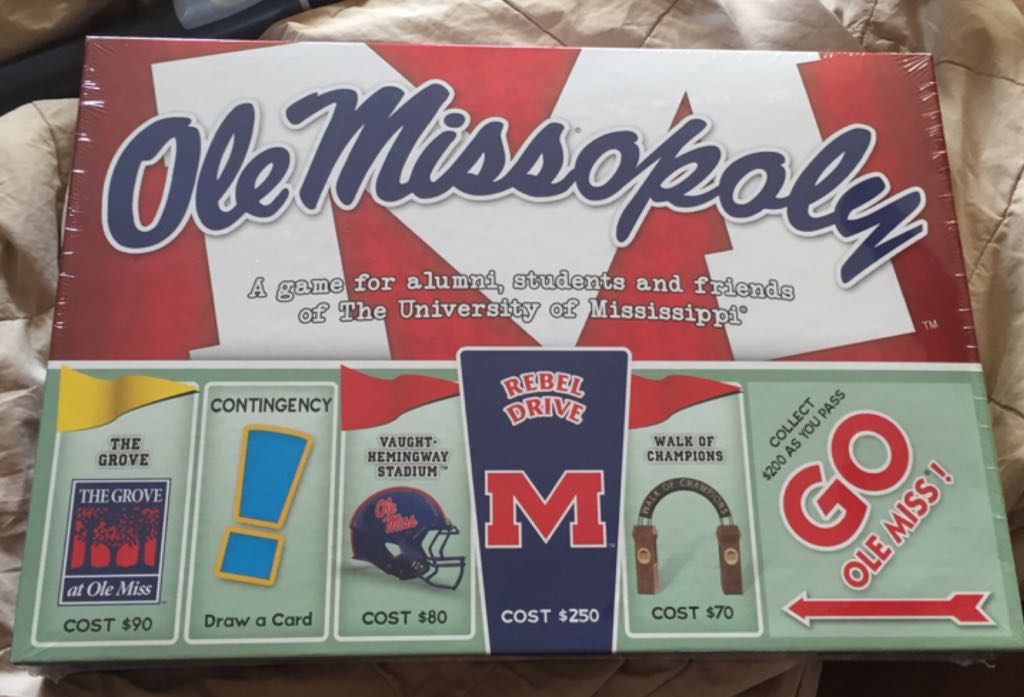 Ole Missopoly
A game for alumni, students and friends
of The University of Mississippi®
TM
THE
GROVE
THE GROVE
at Ole Miss
COST $90
CONTINGENCY
!
Draw a Card
VAUGHT-
HEMINGWAY
STADIUM™
Ole
Miss
COST $80
REBEL
DRIVE
M
COST $250
WALK OF
CHAMPIONS
WALK OF CHAMPIONS
COST $70
COLLECT
$200 AS YOU PASS
GO
OLE MISS®!